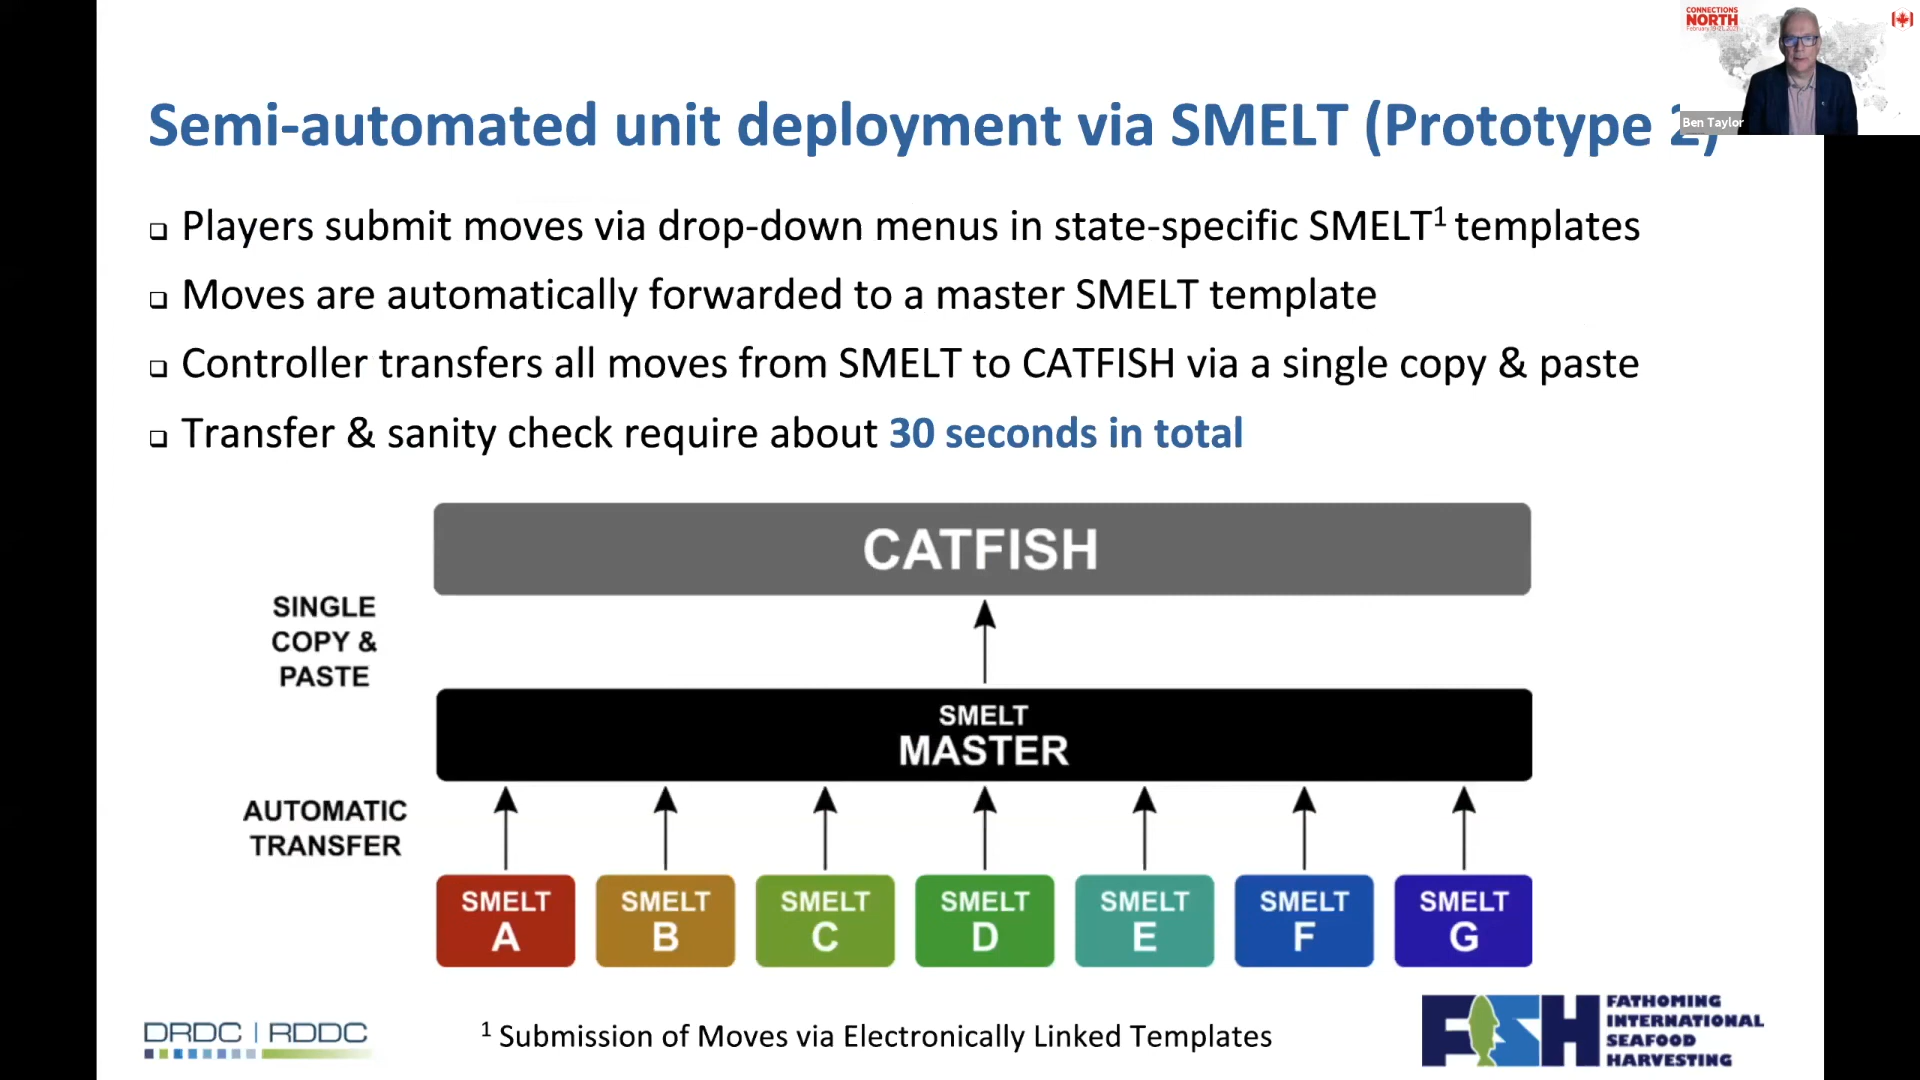 CONNECTIONS
NORTH
Ben Taylor
Semi-automated unit deployment via SMELT (Prototype 2)
Players submit moves via drop-down menus in state-specific SMELT¹ templates
Moves are automatically forwarded to a master SMELT template
Controller transfers all moves from SMELT to CATFISH via a single copy & paste
Transfer & sanity check require about 30 seconds in total
CATFISH
SINGLE
COPY &
PASTE
SMELT
MASTER
AUTOMATIC
TRANSFER
SMELT
A
SMELT
B
SMELT
C
SMELT
D
SMELT
E
SMELT
F
SMELT
G
DRDC | RDDC
¹ Submission of Moves via Electronically Linked Templates
FISH
FATHOMING
INTERNATIONAL
SEAFOOD
HARVESTING